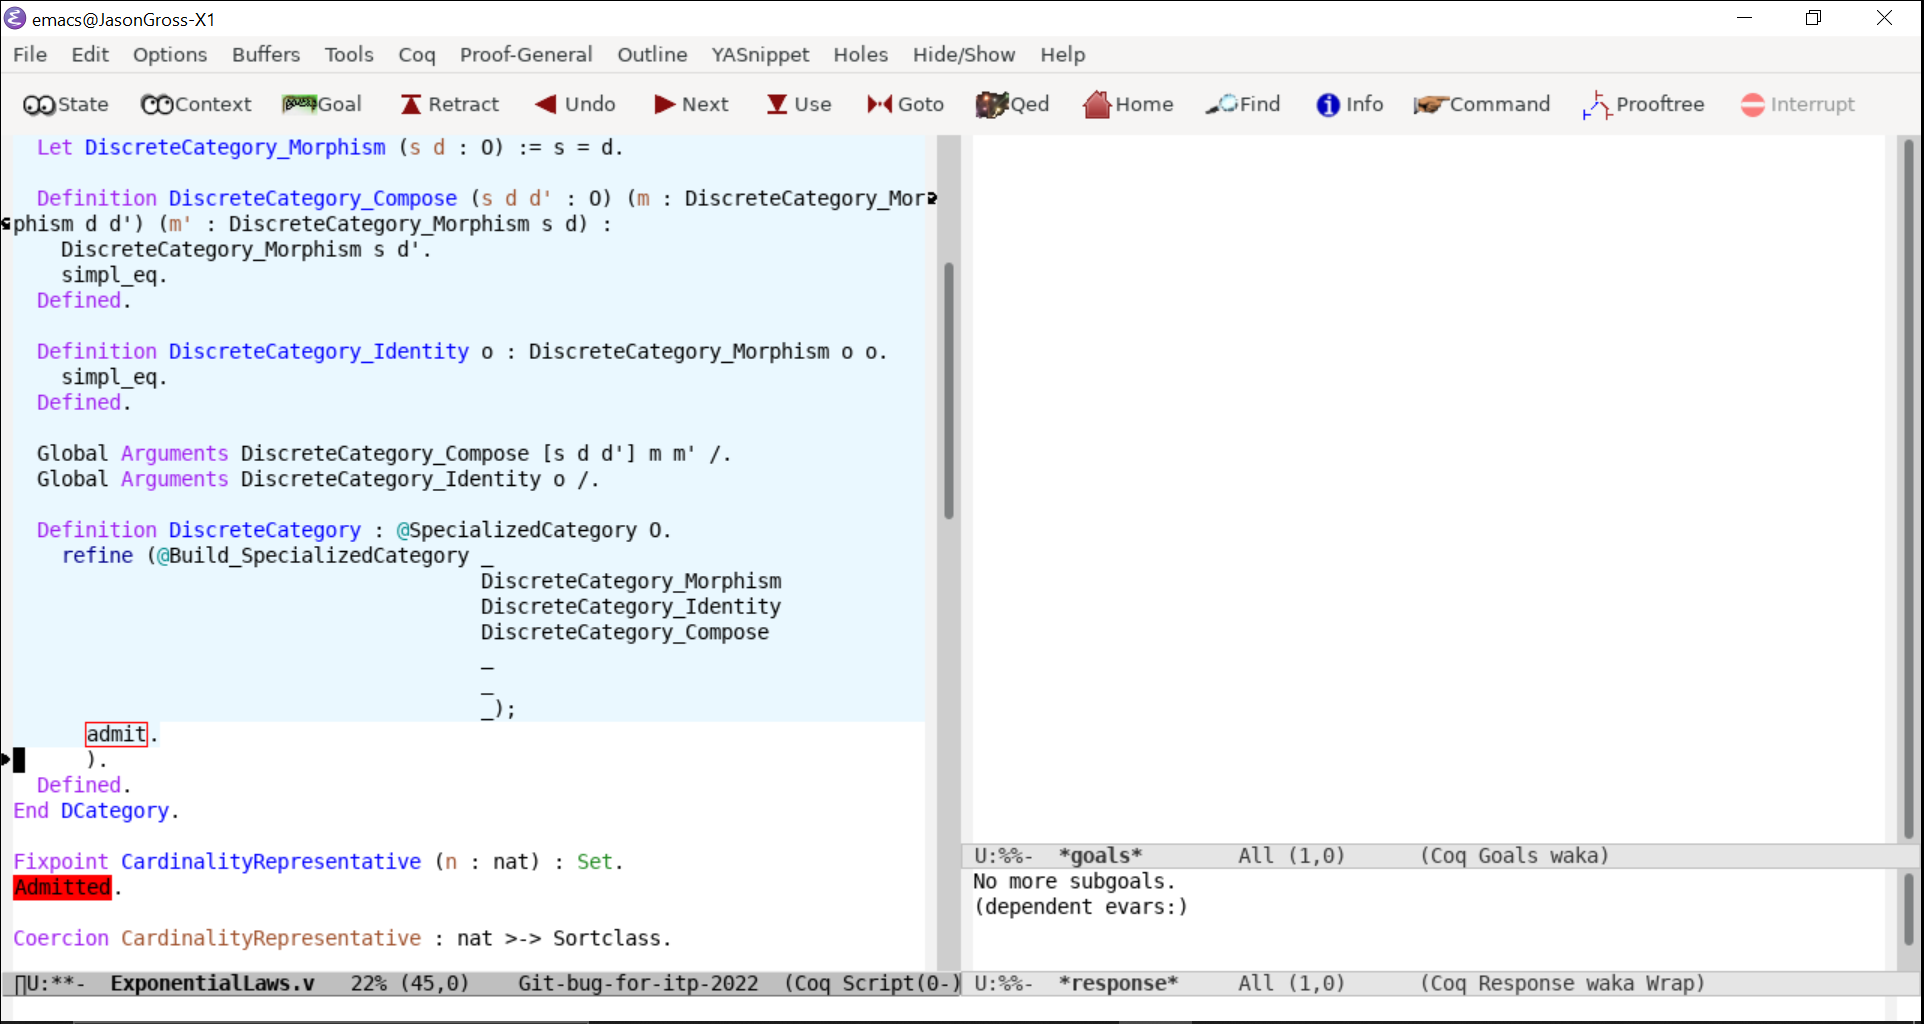 emacs@JasonGross-X1
File Edit Options Buffers Tools Coq Proof-General Outline YASnippet Holes Hide/Show Help
State Context Goal Retract Undo Next Use Goto Qed Home Find Info Command Prooftree Interrupt
Let DiscreteCategory_Morphism (s d : O) := s = d.
Definition DiscreteCategory_Compose (s d d' : O) (m : DiscreteCategory_Mor
phism d d') (m' : DiscreteCategory_Morphism s d) :
DiscreteCategory_Morphism s d'.
simpl_eq.
Defined.
Definition DiscreteCategory_Identity o : DiscreteCategory_Morphism o o.
simpl_eq.
Defined.
Global Arguments DiscreteCategory_Compose [s d d'] m m' /.
Global Arguments DiscreteCategory_Identity o /.
Definition DiscreteCategory : @SpecializedCategory O.
refine (@Build_SpecializedCategory _
DiscreteCategory_Morphism
DiscreteCategory_Identity
DiscreteCategory_Compose
_
_
_);
admit.
).
Defined.
End DCategory.
Fixpoint CardinalityRepresentative (n : nat) : Set.
Admitted.
Coercion CardinalityRepresentative : nat >-> Sortclass.
U:**- ExponentialLaws.v 22% (45,0) Git-bug-for-itp-2022 (Coq Script(0-)
U:%%- *goals* All (1,0) (Coq Goals waka)
No more subgoals.
(dependent evars:)
U:%%- *response* All (1,0) (Coq Response waka Wrap)